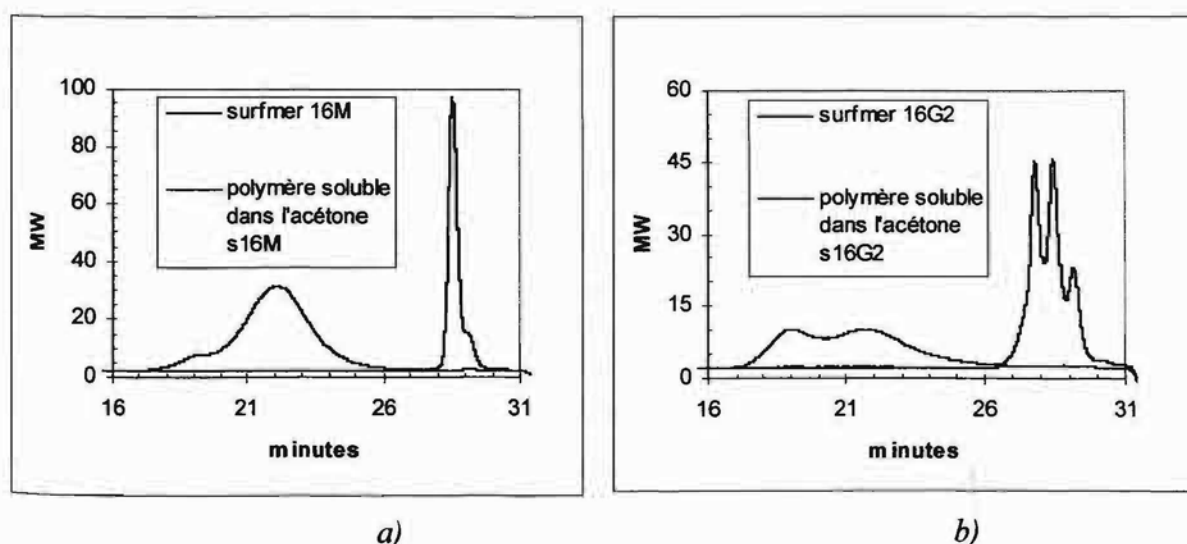 MW
100
80
60
40
20
0
surfmer 16M
polymère soluble
dans l'acétone
s16M
16
21
26
31
minutes
a)
MW
60
45
30
15
0
surfmer 16G2
polymère soluble
dans l'acétone
s16G2
16
21
26
31
minutes
b)